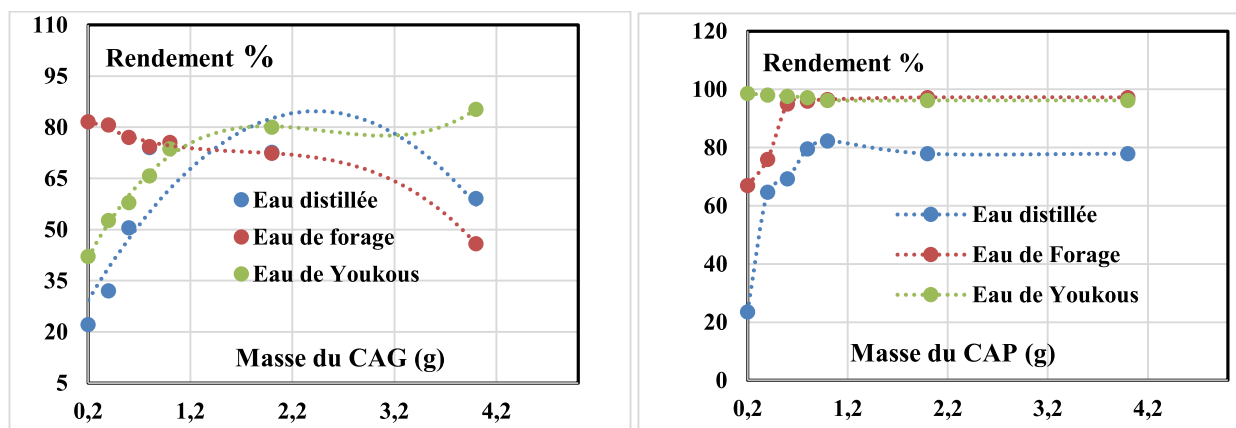 110
Rendement %
95
80
65
Eau distillée
50
Eau de forage
35
Eau de Youkous
20
Masse du CAG (g)
5
0,2 1,2 2,2 3,2 4,2
120
Rendement %
100
80
60
Eau distillée
40
Eau de Forage
Eau de Youkous
20
Masse du CAP (g)
0
0,2 1,2 2,2 3,2 4,2